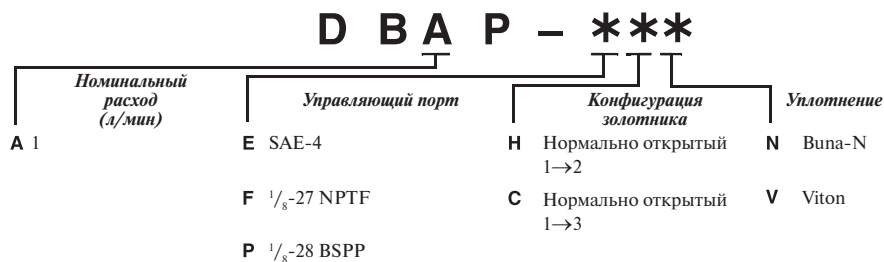 D B A P – ***
Номинальный
расход
(л/мин)
Управляющий порт
Конфигурация
золотника
Уплотнение
A 1
E SAE-4
H Нормально открытый
1→2
N Buna-N
F 1/8-27 NPTF
C Нормально открытый
1→3
V Viton
P 1/8-28 BSPP